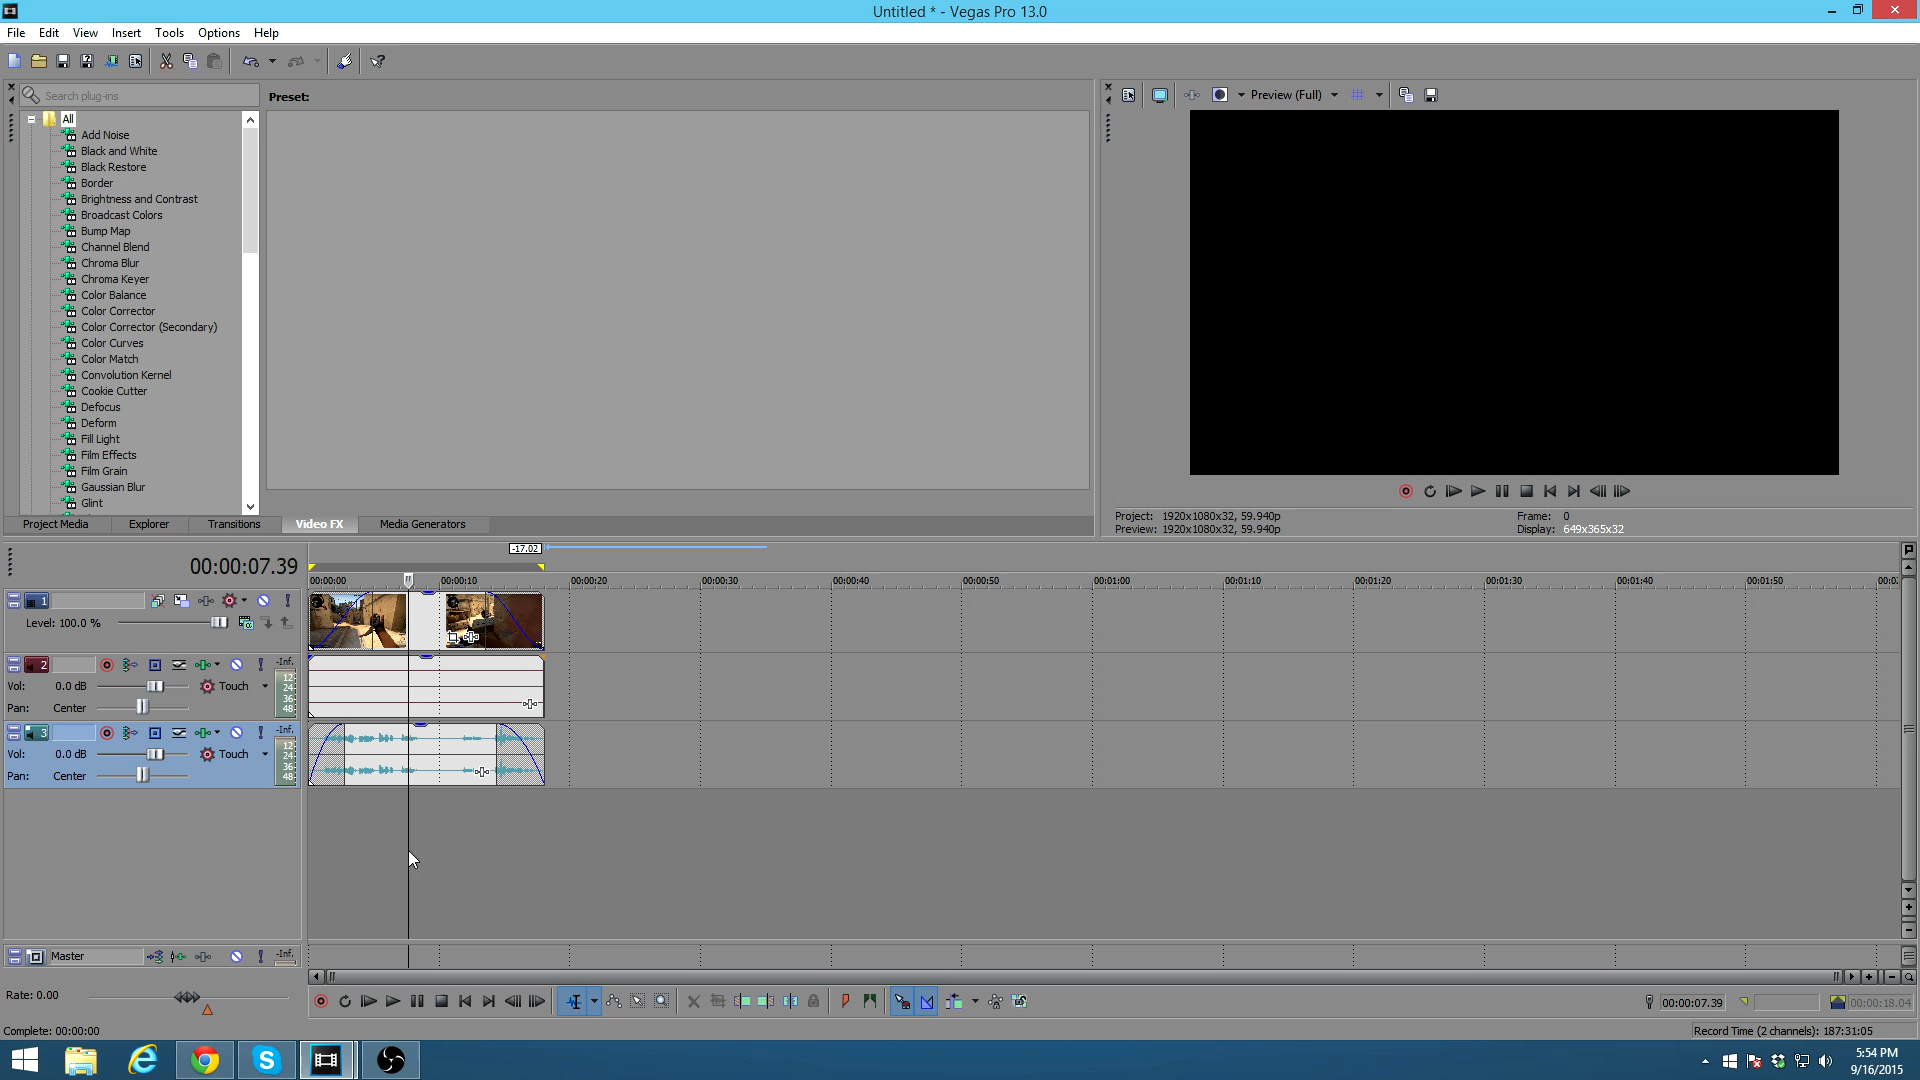 Untitled * - Vegas Pro 13.0
File Edit View Insert Tools Options Help
Search plug-ins
Preset:
Preview (Full)
All
Add Noise
Black and White
Black Restore
Border
Brightness and Contrast
Broadcast Colors
Bump Map
Channel Blend
Chroma Blur
Chroma Keyer
Color Balance
Color Corrector
Color Corrector (Secondary)
Color Curves
Color Match
Convolution Kernel
Cookie Cutter
Defocus
Deform
Fill Light
Film Effects
Film Grain
Gaussian Blur
Glint
Project Media Explorer Transitions Video FX Media Generators
Project: 1920x1080x32, 59.940p Frame: 0
Preview: 1920x1080x32, 59.940p Display: 649x365x32
-17.02
00:00:07.39
00:00:00 00:00:10 00:00:20 00:00:30 00:00:40 00:00:50 00:01:00 00:01:10 00:01:20 00:01:30 00:01:40 00:01:50 00:0
1
Level: 100.0 %
2 -Inf.
Vol: 0.0 dB Touch
Pan: Center
12
24
36
48
3 -Inf.
Vol: 0.0 dB Touch
Pan: Center
12
24
36
48
Master -Inf.
Rate: 0.00
00:00:07.39 00:00:18.04
Complete: 00:00:00
Record Time (2 channels): 187:31:05
5:54 PM
9/16/2015